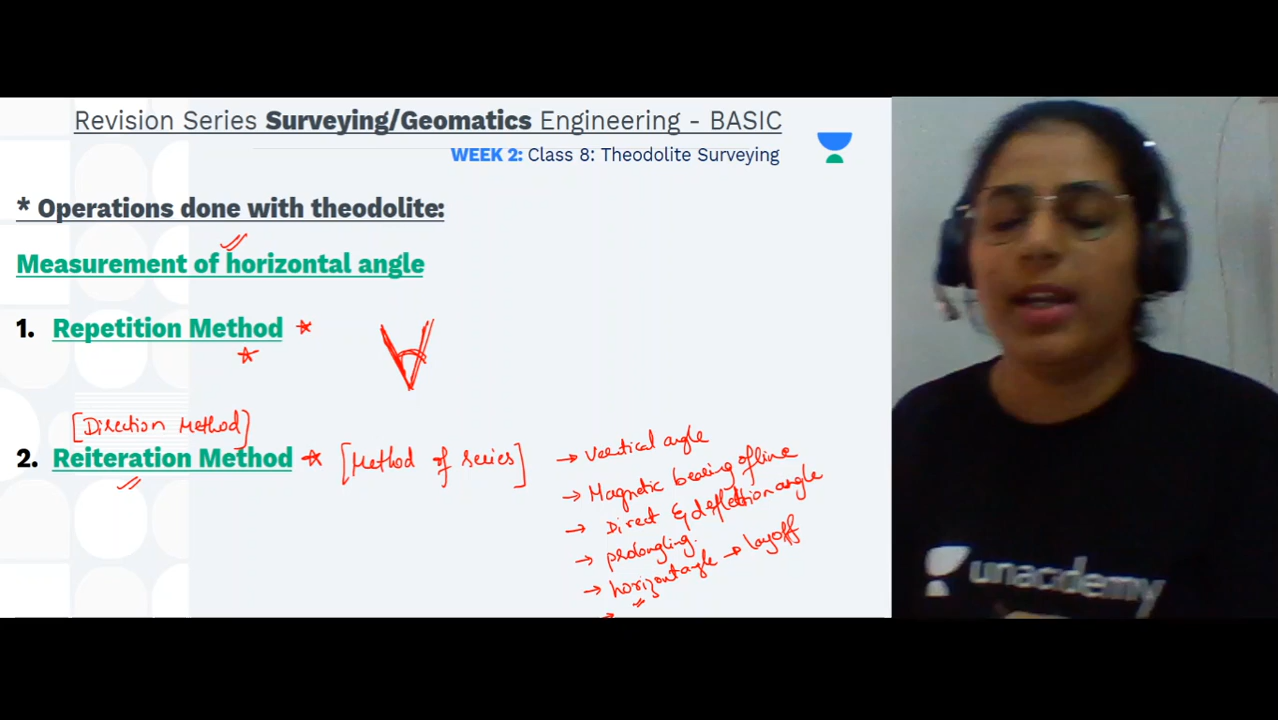 Revision Series Surveying/Geomatics Engineering - BASIC
WEEK 2: Class 8: Theodolite Surveying
* Operations done with theodolite:
Measurement of horizontal angle
1. Repetition Method
[Direction Method]
2. Reiteration Method [Method of series]
→ Vertical angle
→ Magnetic bearing of line
→ Direct & deflection angle
→ prolongling.
→ horizontangle → layoff
unacademy